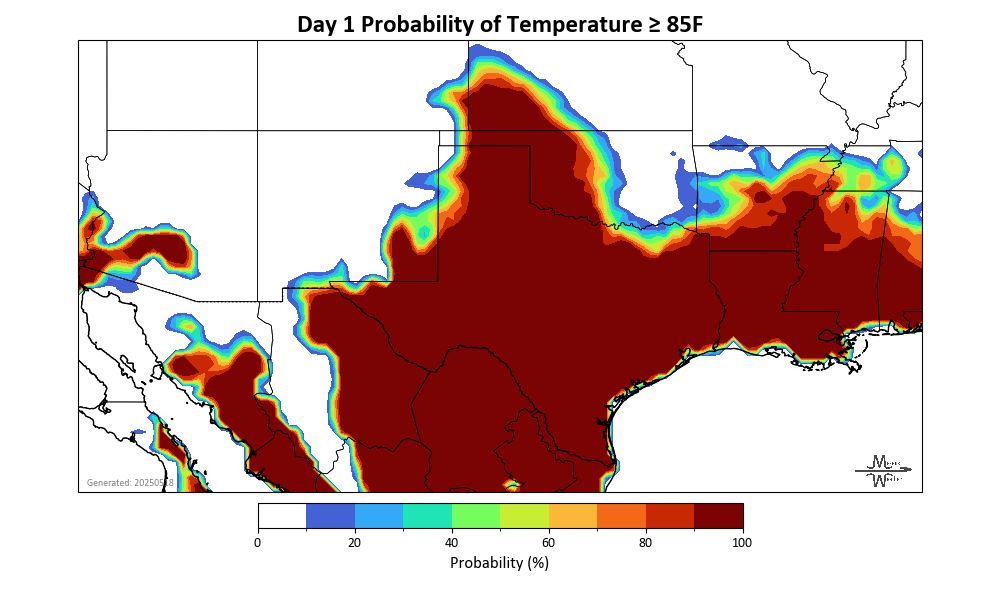 Day 1 Probability of Temperature ≥ 85F
Generated: 20250518
0 20 40 60 80 100
Probability (%)